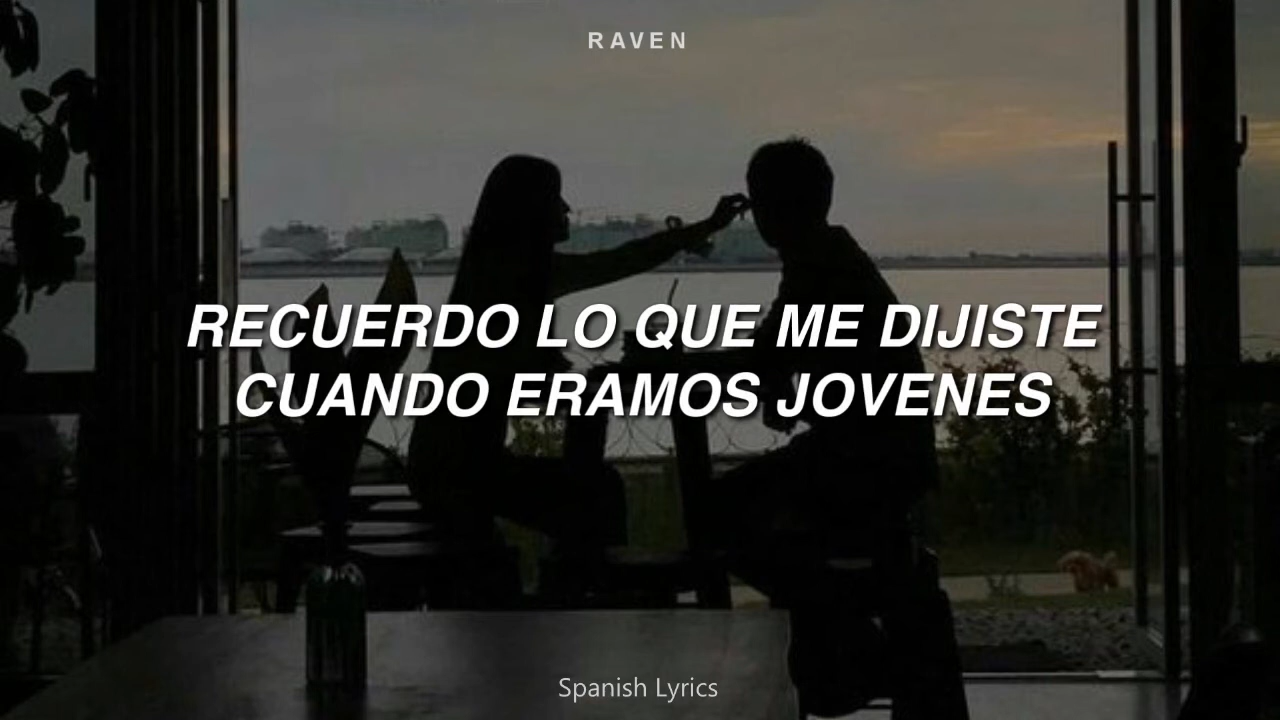 RAVEN
RECUERDO LO QUE ME DIJISTE
CUANDO ERAMOS JOVENES
Spanish Lyrics